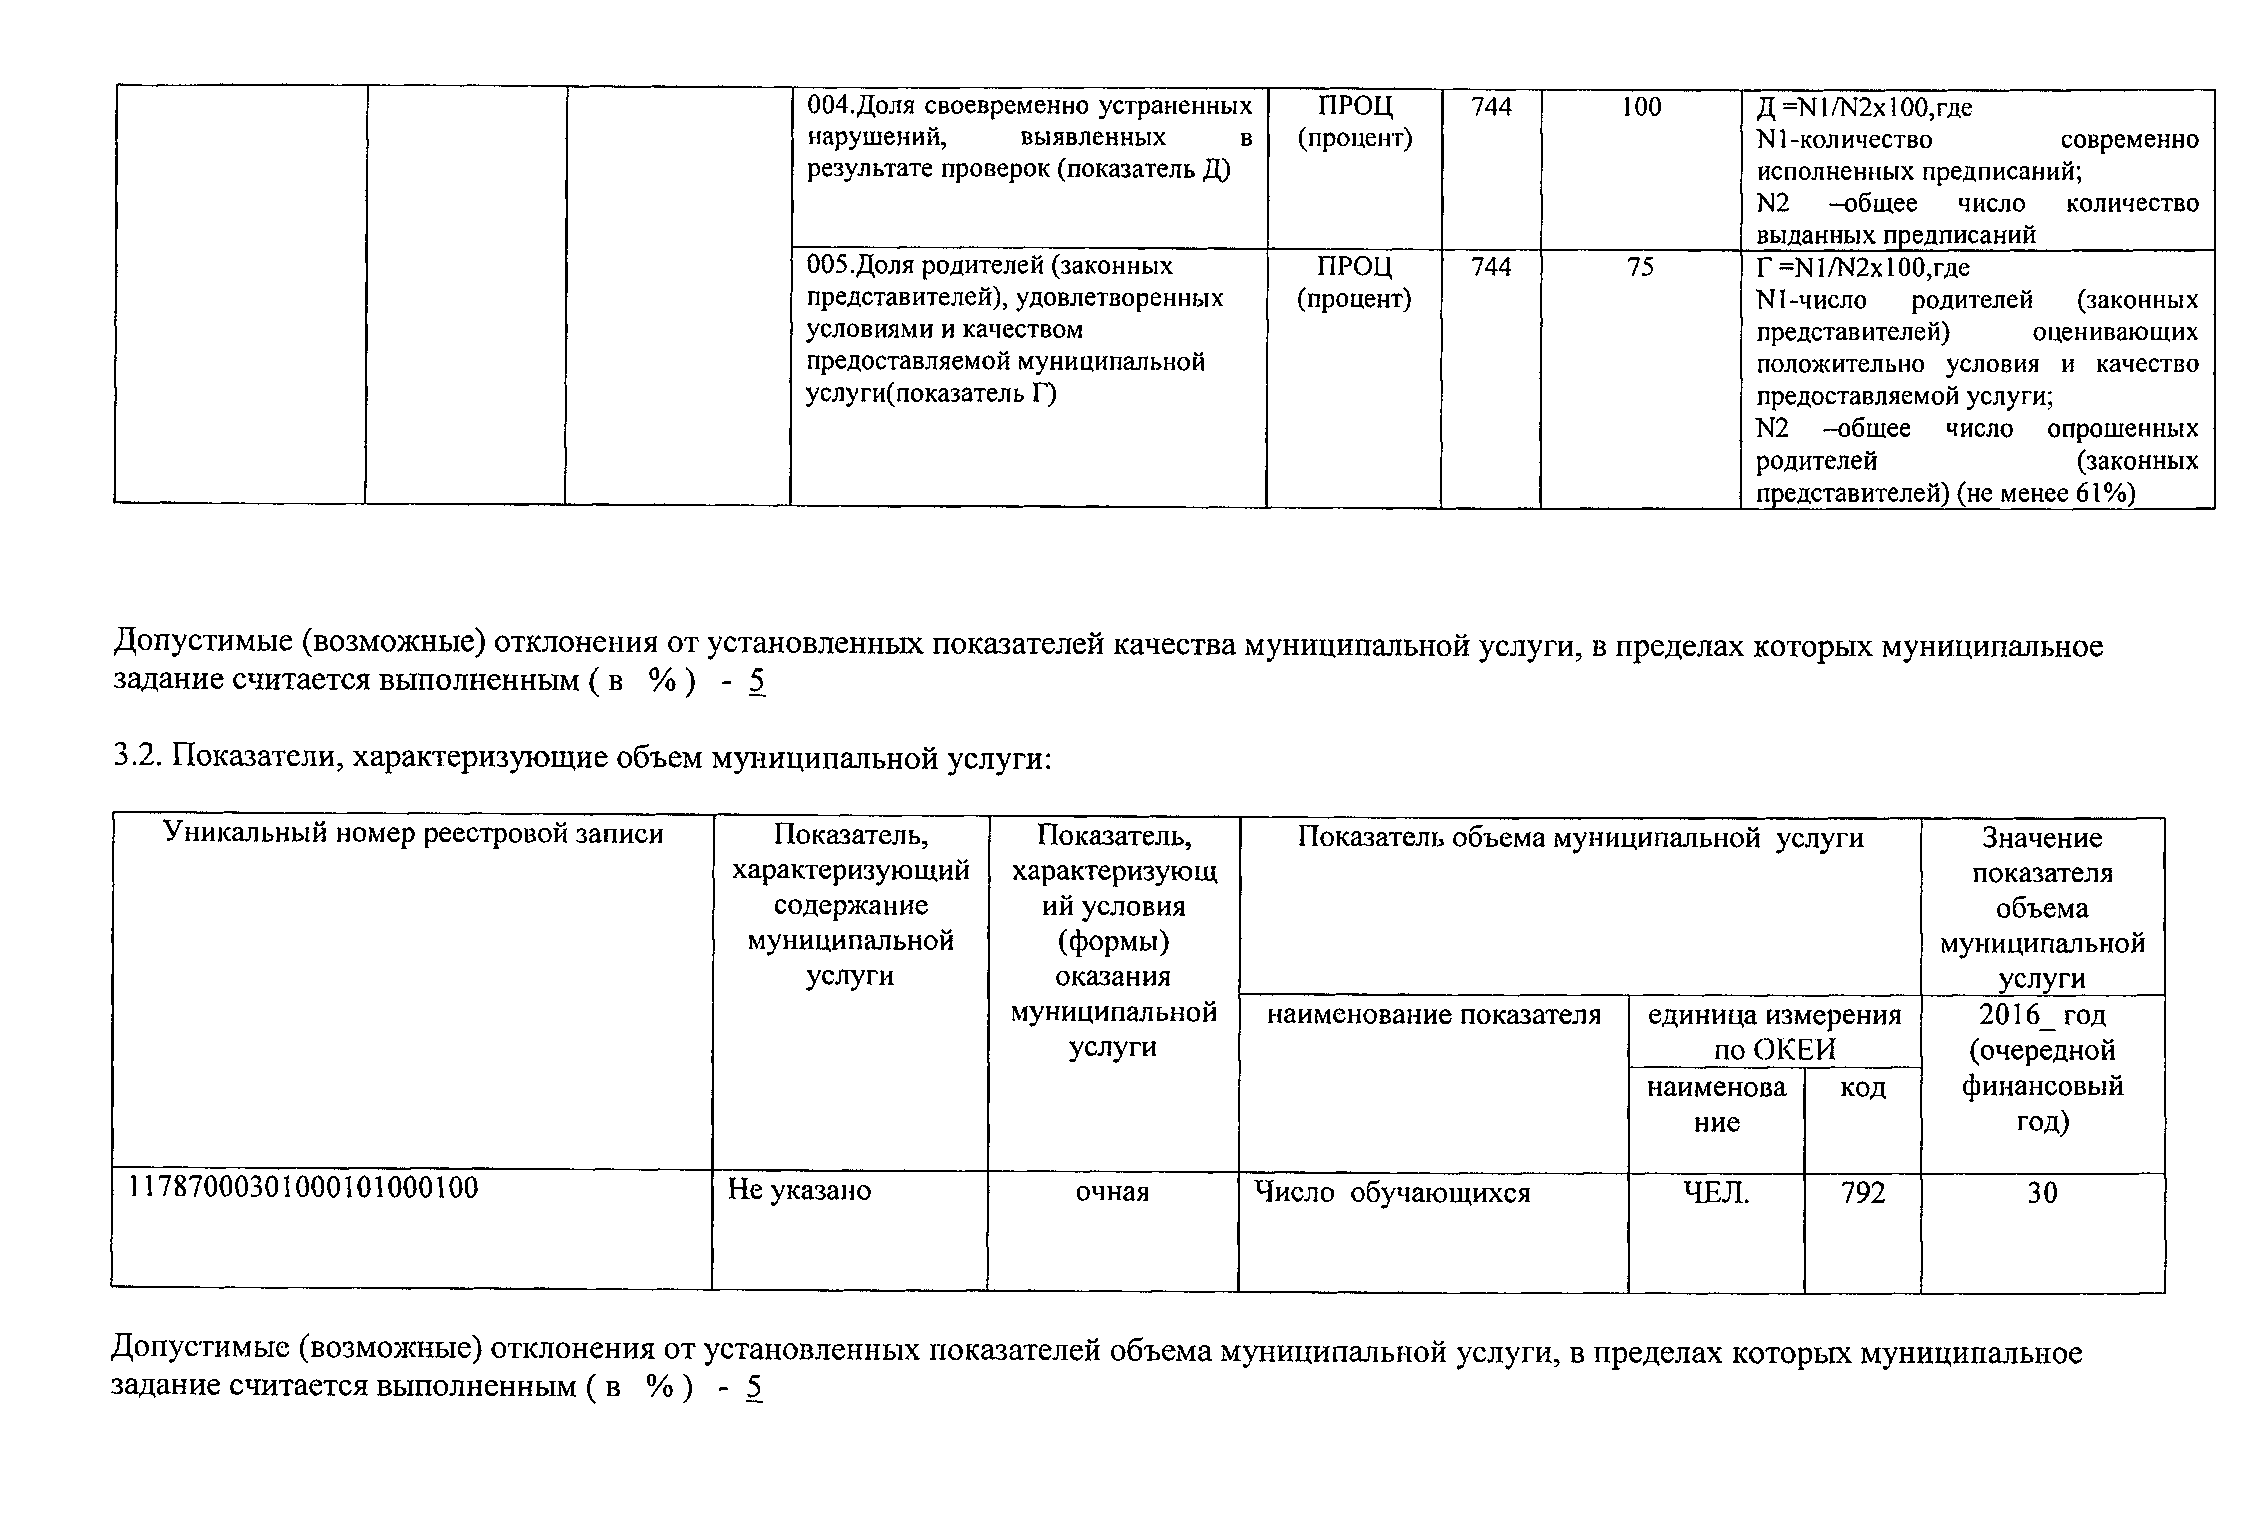 004.Доля своевременно устраненных
нарушений, выявленных в
результате проверок (показатель Д)
ПРОЦ
(процент)
744
100
Д =N1/N2x100,где
N1-количество современно
исполненных предписаний;
N2 –общее число количество
выданных предписаний
005.Доля родителей (законных
представителей), удовлетворенных
условиями и качеством
предоставляемой муниципальной
услуги(показатель Г)
ПРОЦ
(процент)
744
75
Г =N1/N2x100,где
N1-число родителей (законных
представителей) оценивающих
положительно условия и качество
предоставляемой услуги;
N2 –общее число опрошенных
родителей (законных
представителей) (не менее 61%)
Допустимые (возможные) отклонения от установленных показателей качества муниципальной услуги, в пределах которых муниципальное
задание считается выполненным ( в % ) - 5
3.2. Показатели, характеризующие объем муниципальной услуги:
Уникальный номер реестровой записи
Показатель,
характеризующий
содержание
муниципальной
услуги
Показатель,
характеризующ
ий условия
(формы)
оказания
муниципальной
услуги
Показатель объема муниципальной услуги
Значение
показателя
объема
муниципальной
услуги
наименование показателя
единица измерения
по ОКЕИ
2016_ год
(очередной
финансовый
год)
наименова
ние
код
11787000301000101000100
Не указано
очная
Число обучающихся
ЧЕЛ.
792
30
Допустимые (возможные) отклонения от установленных показателей объема муниципальной услуги, в пределах которых муниципальное
задание считается выполненным ( в % ) - 5